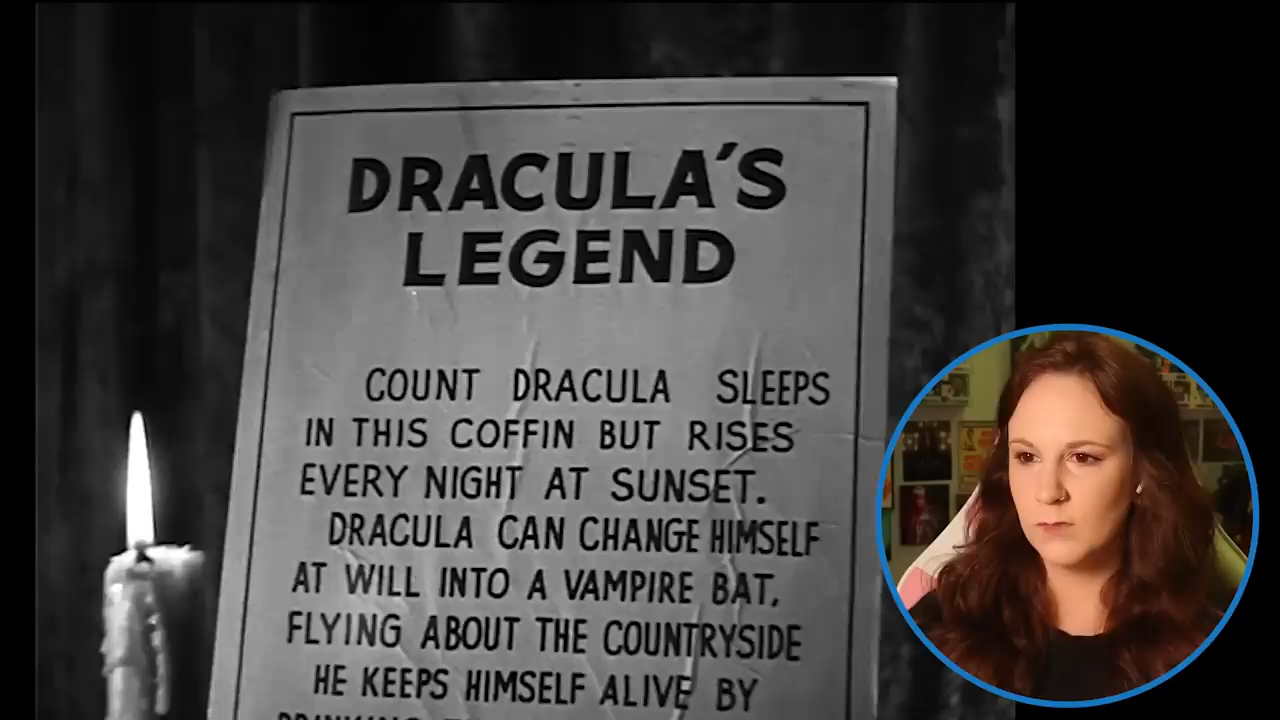 DRACULA'S
LEGEND
COUNT DRACULA SLEEPS
IN THIS COFFIN BUT RISES
EVERY NIGHT AT SUNSET.
DRACULA CAN CHANGE HIMSELF
AT WILL INTO A VAMPIRE BAT,
FLYING ABOUT THE COUNTRYSIDE
HE KEEPS HIMSELF ALIVE BY